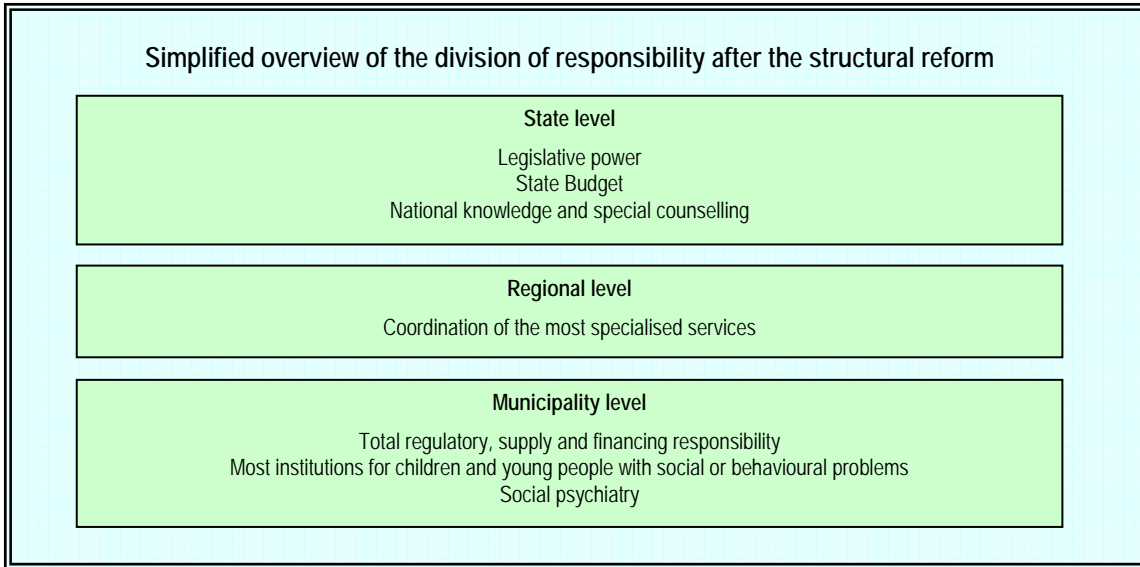 Simplified overview of the division of responsibility after the structural reform
State level
Legislative power
State Budget
National knowledge and special counselling
Regional level
Coordination of the most specialised services
Municipality level
Total regulatory, supply and financing responsibility
Most institutions for children and young people with social or behavioural problems
Social psychiatry